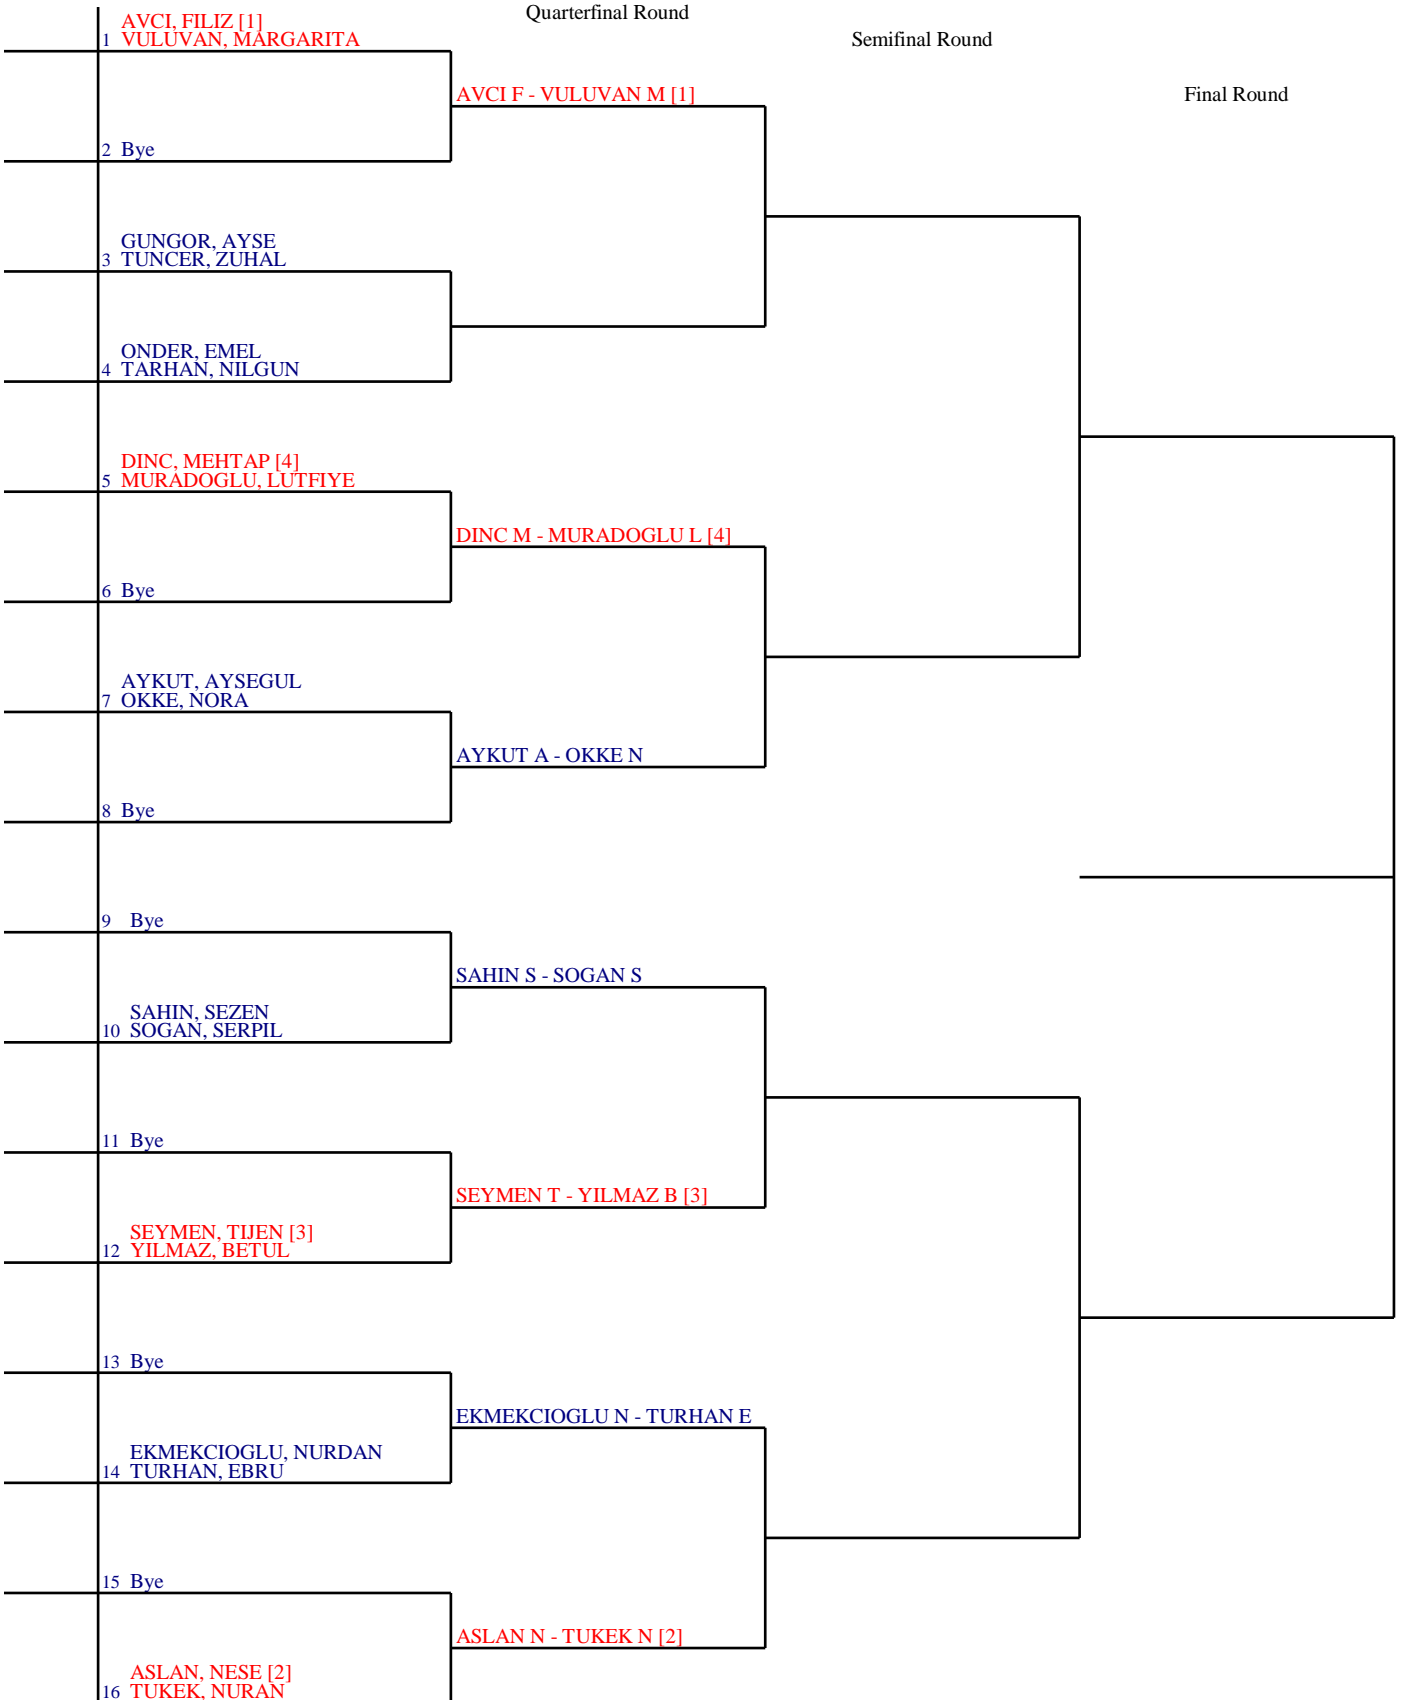 Quarterfinal Round
Semifinal Round
Final Round
AVCI, FILIZ [1]
1 VULUVAN, MARGARITA
AVCI F - VULUVAN M [1]
2 Bye
GUNGOR, AYSE
3 TUNCER, ZUHAL
ONDER, EMEL
4 TARHAN, NILGUN
DINC, MEHTAP [4]
5 MURADOGLU, LUTFIYE
DINC M - MURADOGLU L [4]
6 Bye
AYKUT, AYSEGUL
7 OKKE, NORA
AYKUT A - OKKE N
8 Bye
9 Bye
SAHIN S - SOGAN S
SAHIN, SEZEN
10 SOGAN, SERPIL
11 Bye
SEYMEN T - YILMAZ B [3]
SEYMEN, TIJEN [3]
12 YILMAZ, BETUL
13 Bye
EKMEKCIOGLU N - TURHAN E
EKMEKCIOGLU, NURDAN
14 TURHAN, EBRU
15 Bye
ASLAN N - TUKEK N [2]
ASLAN, NESE [2]
16 TUKEK, NURAN